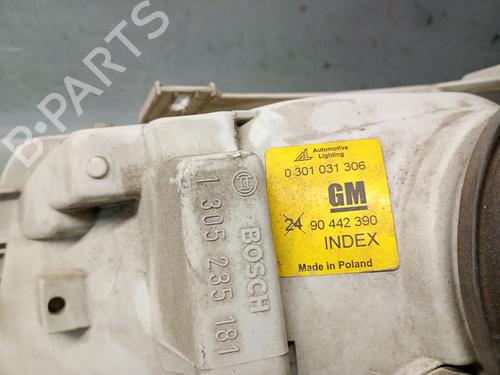 B-PARTS
AL Automotive
Lighting
0 301 031 306
GM
24 90 442 390
INDEX
Made in Poland
BOSCH
1 305 235 181